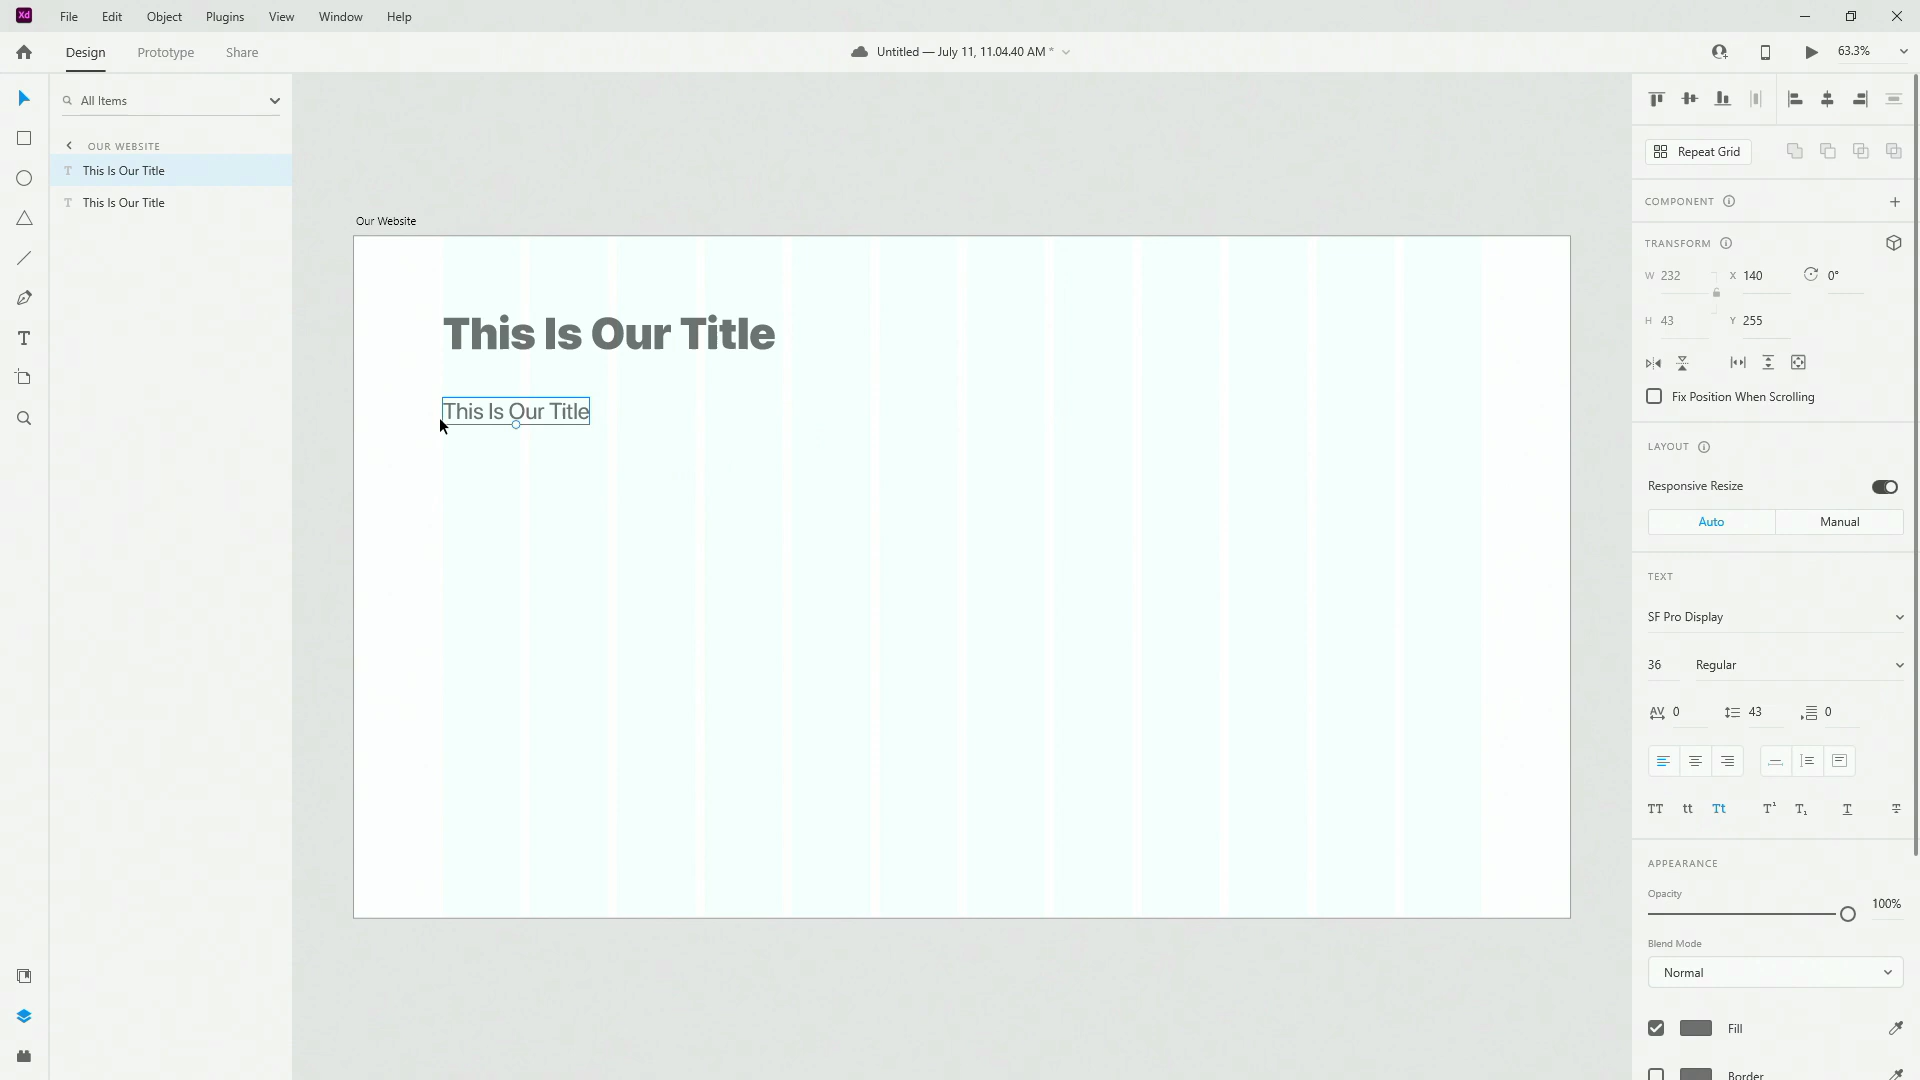 Xd File Edit Object Plugins View Window Help
Design Prototype Share Untitled — July 11, 11.04.40 AM * 63.3%
All Items
OUR WEBSITE
T This Is Our Title
T This Is Our Title
Our Website
This Is Our Title
This Is Our Title
Repeat Grid
COMPONENT
TRANSFORM
W 232 X 140 0°
H 43 Y 255
Fix Position When Scrolling
LAYOUT
Responsive Resize
Auto Manual
TEXT
SF Pro Display
36 Regular
AV 0 43 0
TT tt Tt T¹ T₁ T T
APPEARANCE
Opacity
100%
Blend Mode
Normal
Fill
Border